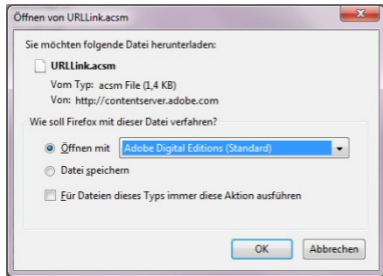 Öffnen von URLLink.acsm
Sie möchten folgende Datei herunterladen:
URLLink.acsm
Vom Typ: acsm File (1,4 KB)
Von: http://contentserver.adobe.com
Wie soll Firefox mit dieser Datei verfahren?
Öffnen mit Adobe Digital Editions (Standard)
Datei speichern
Für Dateien dieses Typs immer diese Aktion ausführen
OK Abbrechen